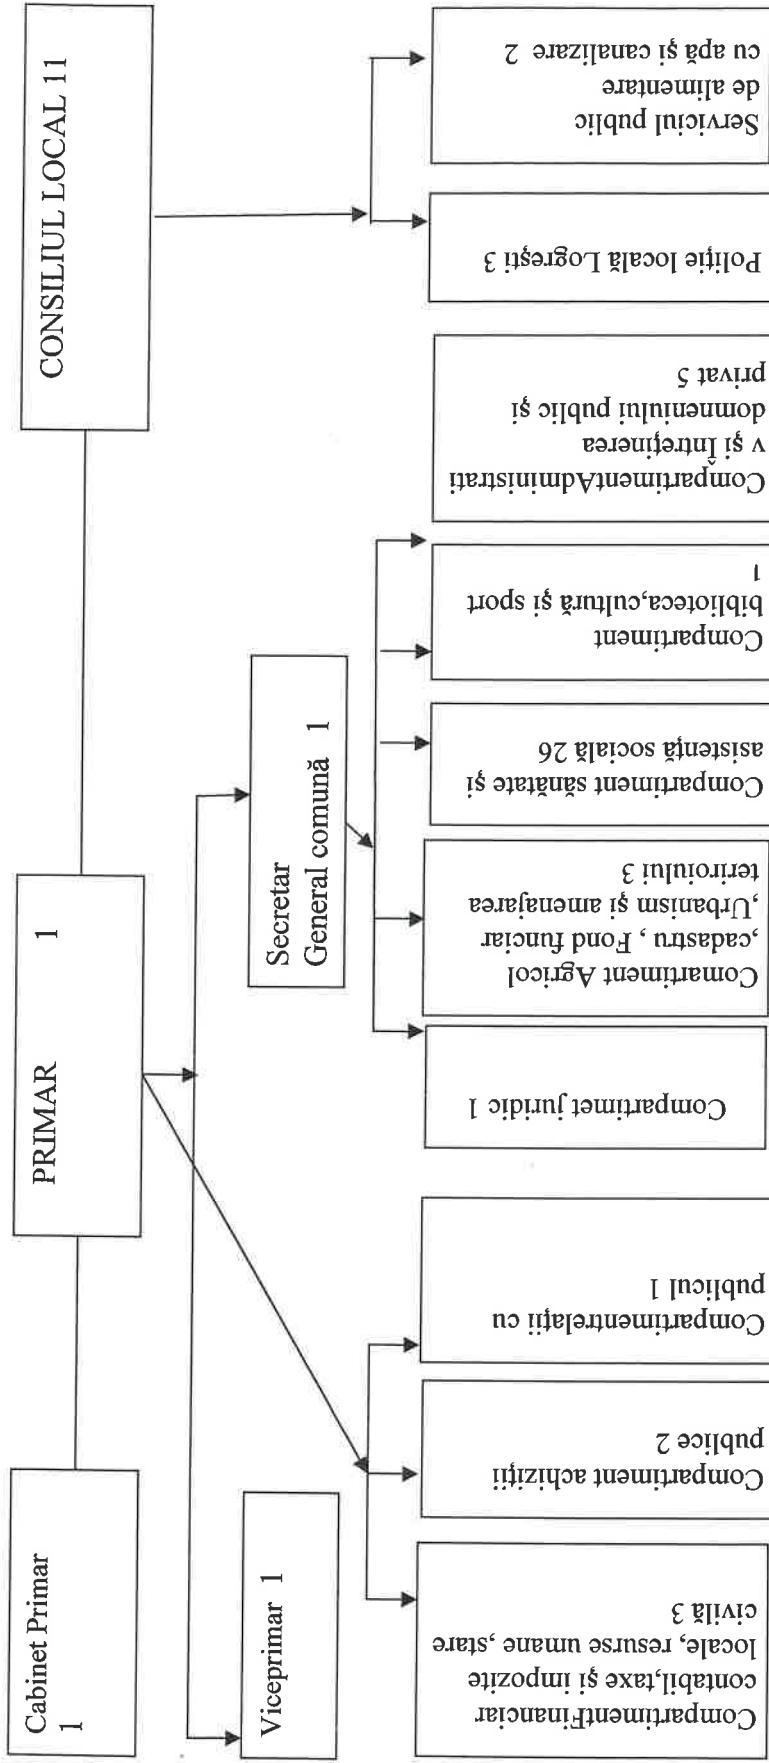 Cabinet Primar
1
PRIMAR 1
CONSILIUL LOCAL 11
Viceprimar 1
Secretar
General comună 1
CompartimentFinanciar
contabil,taxe şi impozite
locale, resurse umane ,stare
civilă 3
Compartiment achiziţii
publice 2
Compartimentrelaţii cu
publicul 1
Compartimet juridic 1
Comartiment Agricol
,cadastru , Fond funciar
,Urbanism şi amenajarea
teriroiului 3
Compartiment sănătate şi
asistenţă socială 26
Compartiment
biblioteca,cultură şi sport
1
CompartimentAdministrati
v şi Întreţinerea
domneniului public şi
privat 5
Poliţie locală Logreşti 3
Serviciul public
de alimentare
cu apă şi canalizare 2